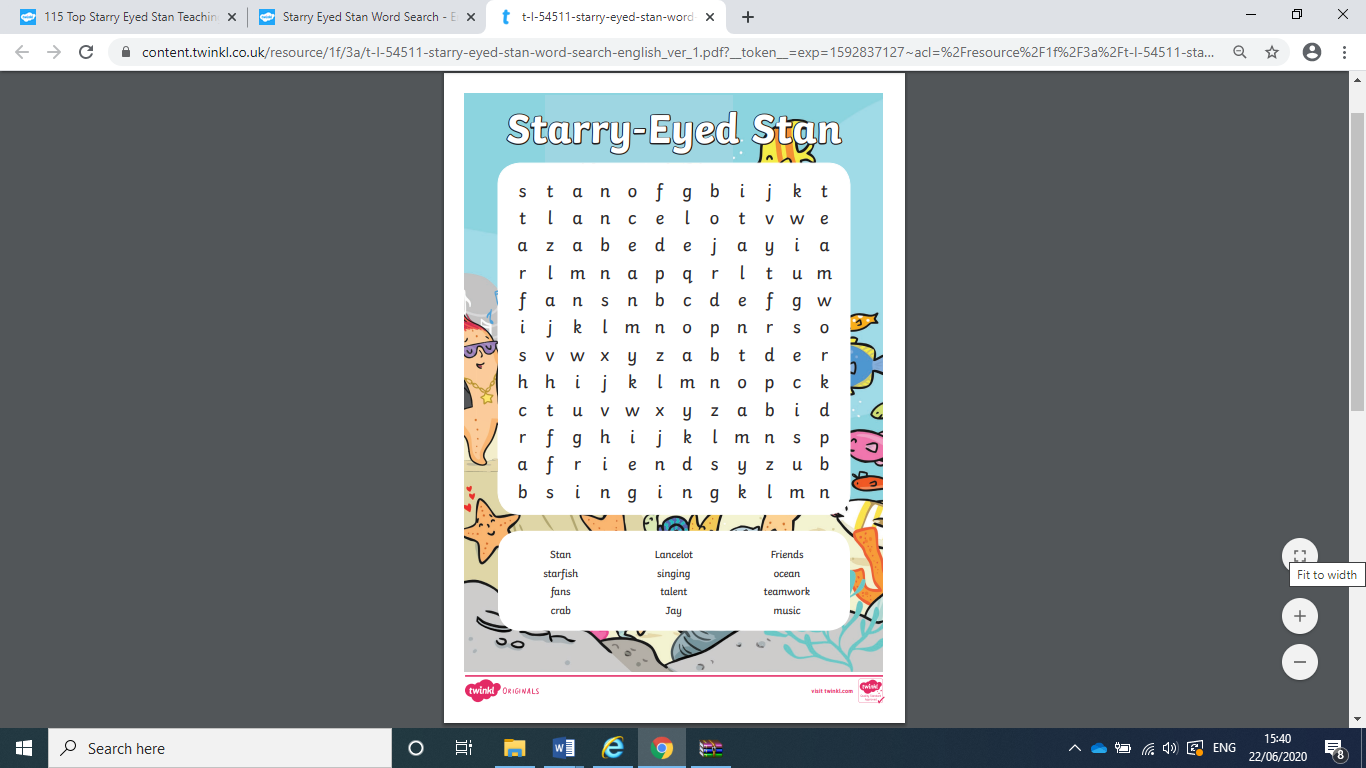 115 Top Starry Eyed Stan Teachin
Starry Eyed Stan Word Search - E
t-l-54511-starry-eyed-stan-word
content.twinkl.co.uk/resource/1f/3a/t-l-54511-starry-eyed-stan-word-search-english_ver_1.pdf?__token__=exp=1592837127~acl=%2Fresource%2F1f%2F3a%2Ft-l-54511-sta...
Starry-Eyed Stan
s t a n o f g b i j k t
t l a n c e l o t v w e
a z a b e d e j a y i a
r l m n a p q r l t u m
f a n s n b c d e f g w
i j k l m n o p n r s o
s v w x y z a b t d e r
h h i j k l m n o p c k
c t u v w x y z a b i d
r f g h i j k l m n s p
a f r i e n d s y z u b
b s i n g i n g k l m n
Stan Lancelot Friends
starfish singing ocean
fans talent teamwork
crab Jay music
Fit to width
twinkl ORIGINALS
visit twinkl.com
twinkl
Search here
ENG
15:40
22/06/2020
8